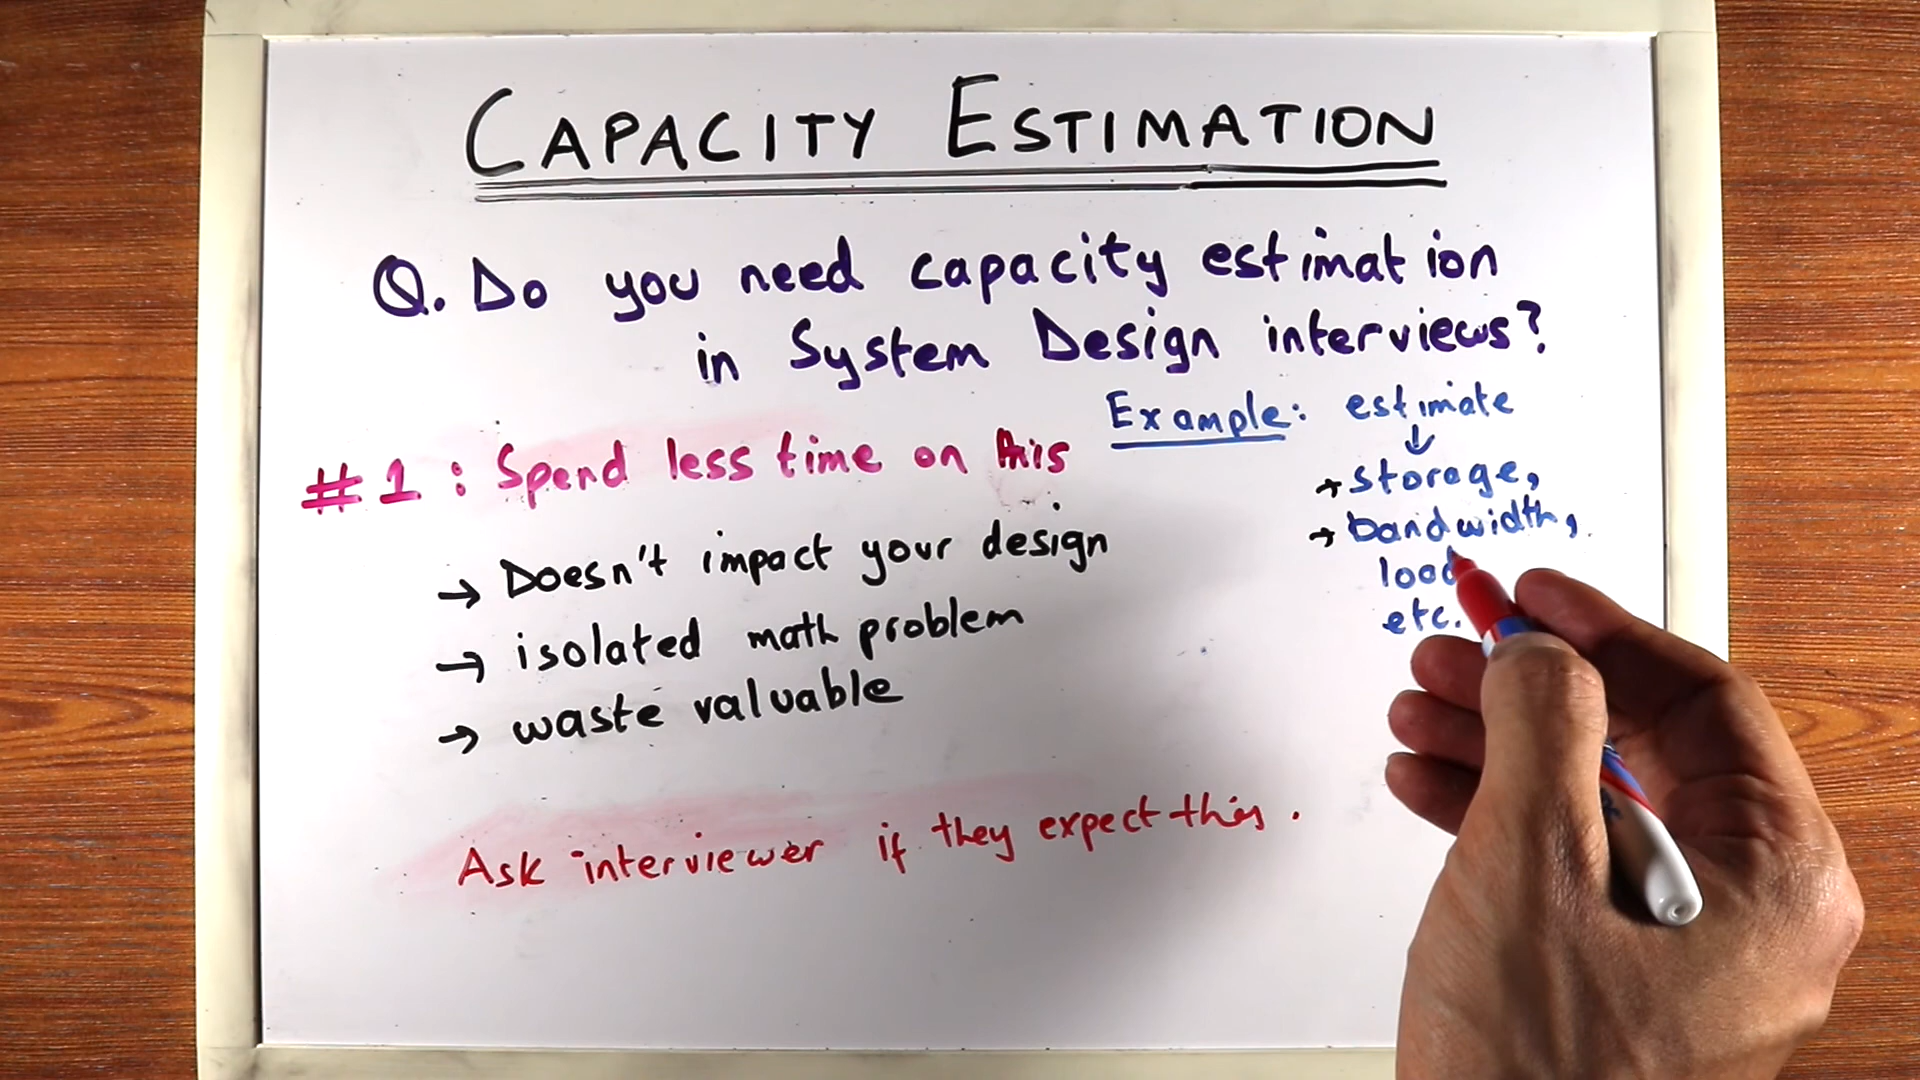 CAPACITY ESTIMATION
Q. Do you need capacity estimation
in System Design interviews?
Example: estimate
↓
→ storage,
→ bandwidth,
load
etc.
#1: Spend less time on this
→ Doesn't impact your design
→ isolated math problem
→ waste valuable
Ask interviewer if they expect this.